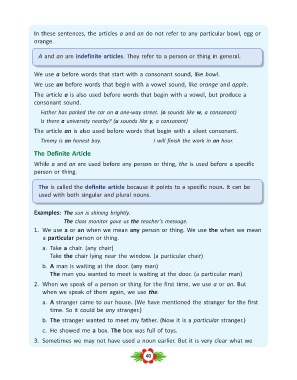 In these sentences, the articles a and an do not refer to any particular bowl, egg or
orange.
A and an are indefinite articles. They refer to a person or thing in general.
We use a before words that start with a consonant sound, like bowl.
We use an before words that begin with a vowel sound, like orange and apple.
The article a is also used before words that begin with a vowel, but produce a
consonant sound.
Father has parked the car on a one-way street. (o sounds like w, a consonant)
Is there a university nearby? (u sounds like y, a consonant)
The article an is also used before words that begin with a silent consonant.
Timmy is an honest boy. I will finish the work in an hour.
The Definite Article
While a and an are used before any person or thing, the is used before a specific
person or thing.
The is called the definite article because it points to a specific noun. It can be
used with both singular and plural nouns.
Examples: The sun is shining brightly.
The class monitor gave us the teacher's message.
1. We use a or an when we mean any person or thing. We use the when we mean
a particular person or thing.
a. Take a chair. (any chair)
Take the chair lying near the window. (a particular chair)
b. A man is waiting at the door. (any man)
The man you wanted to meet is waiting at the door. (a particular man)
2. When we speak of a person or thing for the first time, we use a or an. But
when we speak of them again, we use the.
a. A stranger came to our house. (We have mentioned the stranger for the first
time. So it could be any stranger.)
b. The stranger wanted to meet my father. (Now it is a particular stranger.)
c. He showed me a box. The box was full of toys.
3. Sometimes we may not have used a noun earlier. But it is very clear what we
40